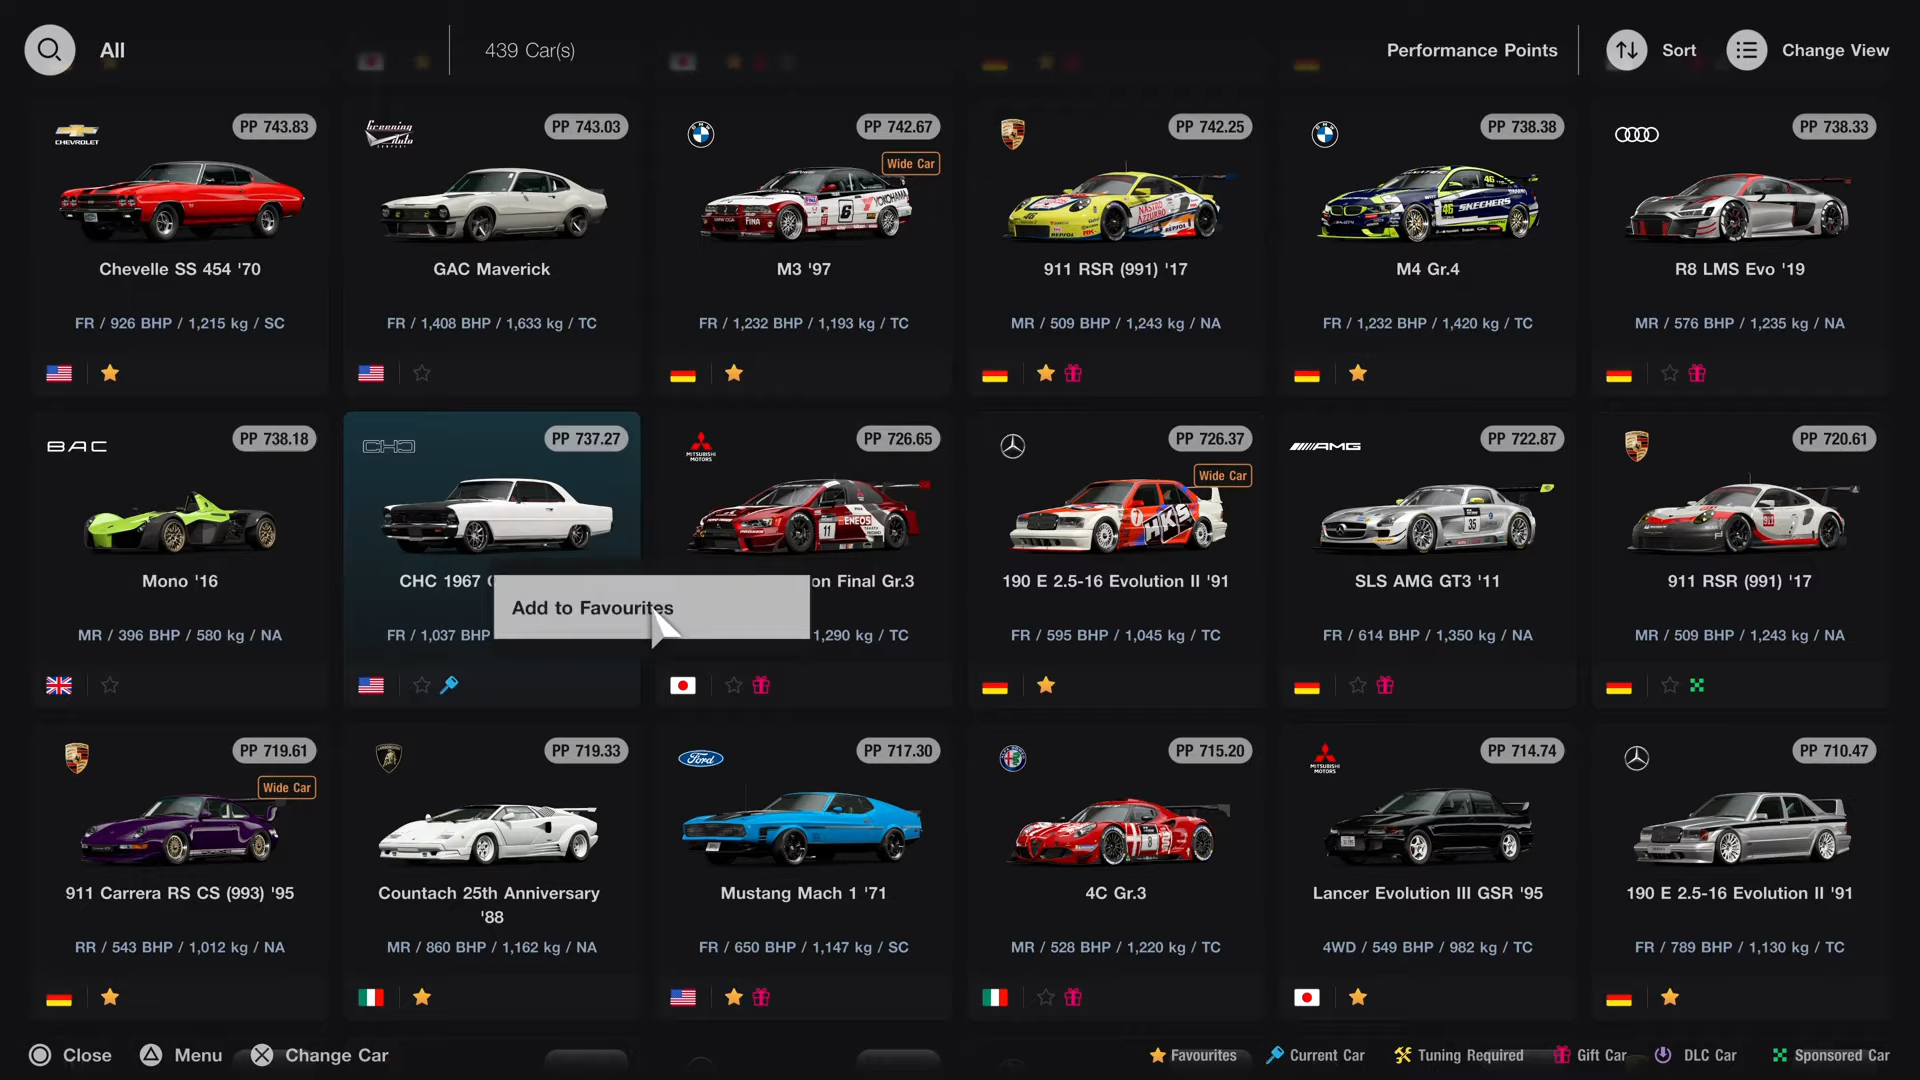 All
439 Car(s)
Performance Points
Sort
Change View
CHEVROLET
PP 743.83
Chevelle SS 454 '70
FR / 926 BHP / 1,215 kg / SC
Greening
Auto
COMPANY
PP 743.03
GAC Maverick
FR / 1,408 BHP / 1,633 kg / TC
PP 742.67
Wide Car
M3 '97
FR / 1,232 BHP / 1,193 kg / TC
PP 742.25
911 RSR (991) '17
MR / 509 BHP / 1,243 kg / NA
PP 738.38
SKECHERS
M4 Gr.4
FR / 1,232 BHP / 1,420 kg / TC
PP 738.33
R8 LMS Evo '19
MR / 576 BHP / 1,235 kg / NA
BAC
PP 738.18
Mono '16
MR / 396 BHP / 580 kg / NA
CHC
PP 737.27
CHC 1967
FR / 1,037 BHP
Add to Favourites
MITSUBISHI
MOTORS
PP 726.65
ENEOS
on Final Gr.3
1,290 kg / TC
PP 726.37
Wide Car
HKS
190 E 2.5-16 Evolution II '91
FR / 595 BHP / 1,045 kg / TC
AMG
PP 722.87
35
SLS AMG GT3 '11
FR / 614 BHP / 1,350 kg / NA
PP 720.61
911 RSR (991) '17
MR / 509 BHP / 1,243 kg / NA
PP 719.61
Wide Car
911 Carrera RS CS (993) '95
RR / 543 BHP / 1,012 kg / NA
PP 719.33
Countach 25th Anniversary
'88
MR / 860 BHP / 1,162 kg / NA
Ford
PP 717.30
Mustang Mach 1 '71
FR / 650 BHP / 1,147 kg / SC
PP 715.20
4C Gr.3
MR / 528 BHP / 1,220 kg / TC
MITSUBISHI
MOTORS
PP 714.74
Lancer Evolution III GSR '95
4WD / 549 BHP / 982 kg / TC
PP 710.47
190 E 2.5-16 Evolution II '91
FR / 789 BHP / 1,130 kg / TC
Close
Menu
Change Car
Favourites
Current Car
Tuning Required
Gift Car
DLC Car
Sponsored Car